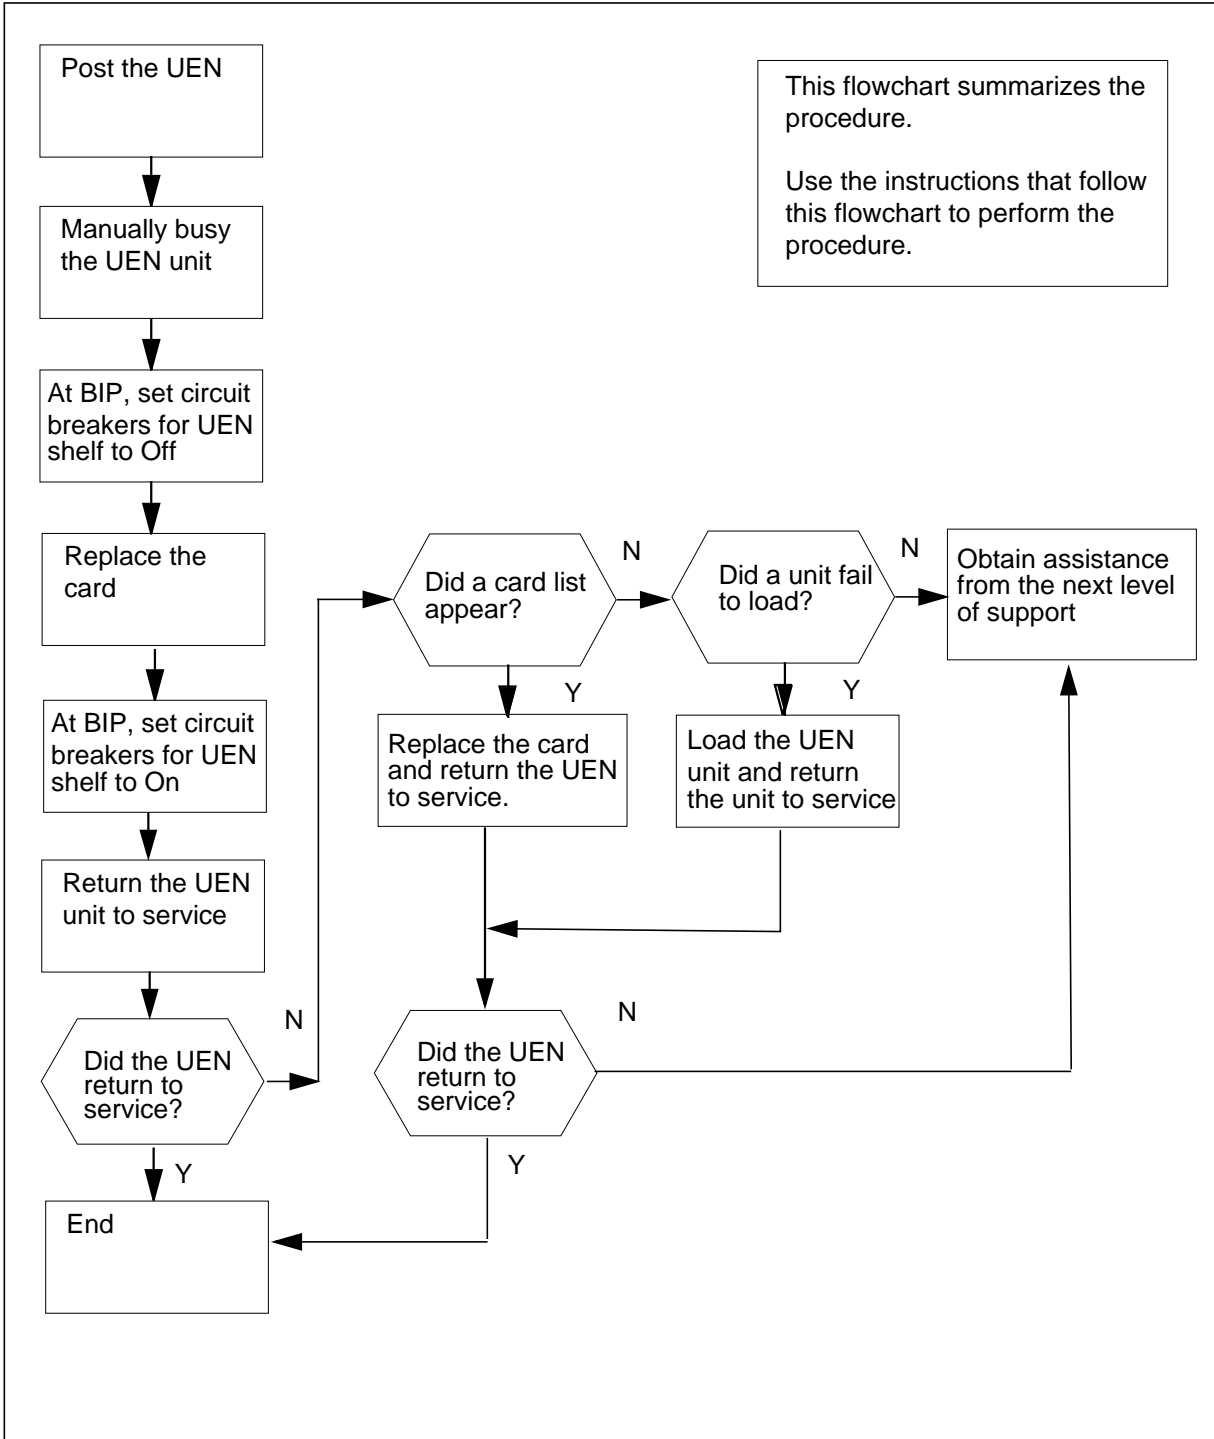 Post the UEN
This flowchart summarizes the
procedure.
Use the instructions that follow
this flowchart to perform the
procedure.
Manually busy
the UEN unit
At BIP, set circuit
breakers for UEN
shelf to Off
Replace the
card
At BIP, set circuit
breakers for UEN
shelf to On
Return the UEN
unit to service
Did the UEN
return to
service?
N
Y
End
Did a card list
appear?
N
Y
Did a unit fail
to load?
N
Y
Obtain assistance
from the next level
of support
Replace the card
and return the UEN
to service.
Load the UEN
unit and return
the unit to service
Did the UEN
return to
service?
N
Y